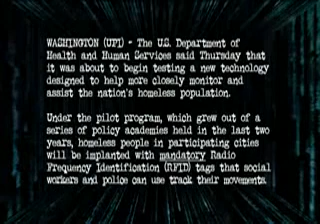 WASHINGTON (UPI) - The U.S. Department of
Health and Human Services said Thursday that
it was about to begin testing a new technology
designed to help more closely monitor and
assist the nation's homeless population.
Under the pilot program, which grew out of a
series of policy academies held in the last two
years, homeless people in participating cities
will be implanted with mandatory Radio
Frequency Identification (RFID) tags that social
workers and police can use track their movements.